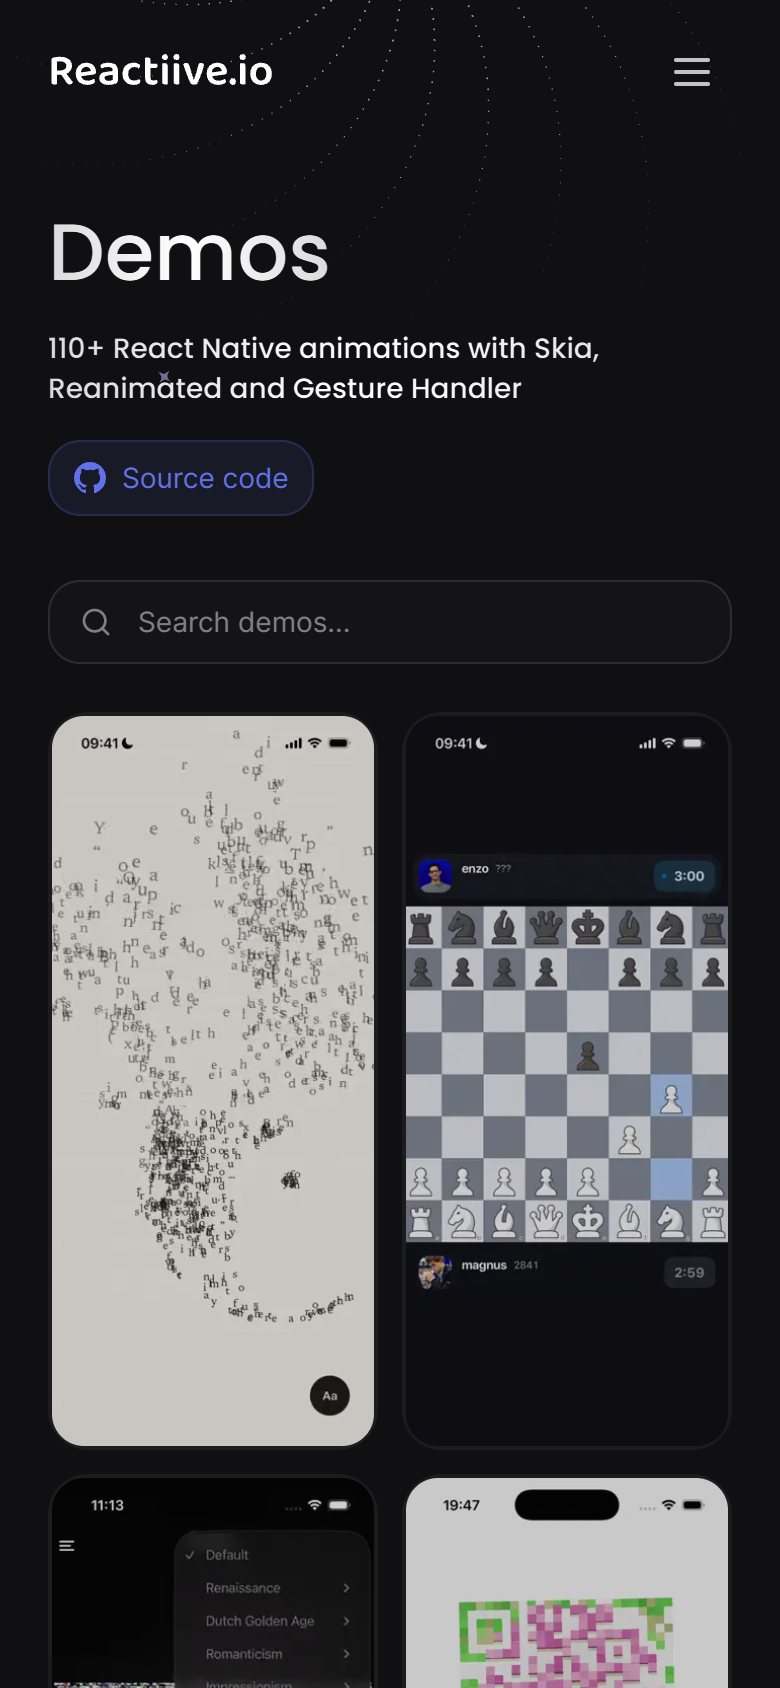 Reactiive.io
Demos
110+ React Native animations with Skia,
Reanimated and Gesture Handler
Source code
Search demos...
09:41
Aa
09:41
enzo ???
3:00
magnus 2841
2:59
11:13
Default
Renaissance
Dutch Golden Age
Romanticism
Impressionism
19:47